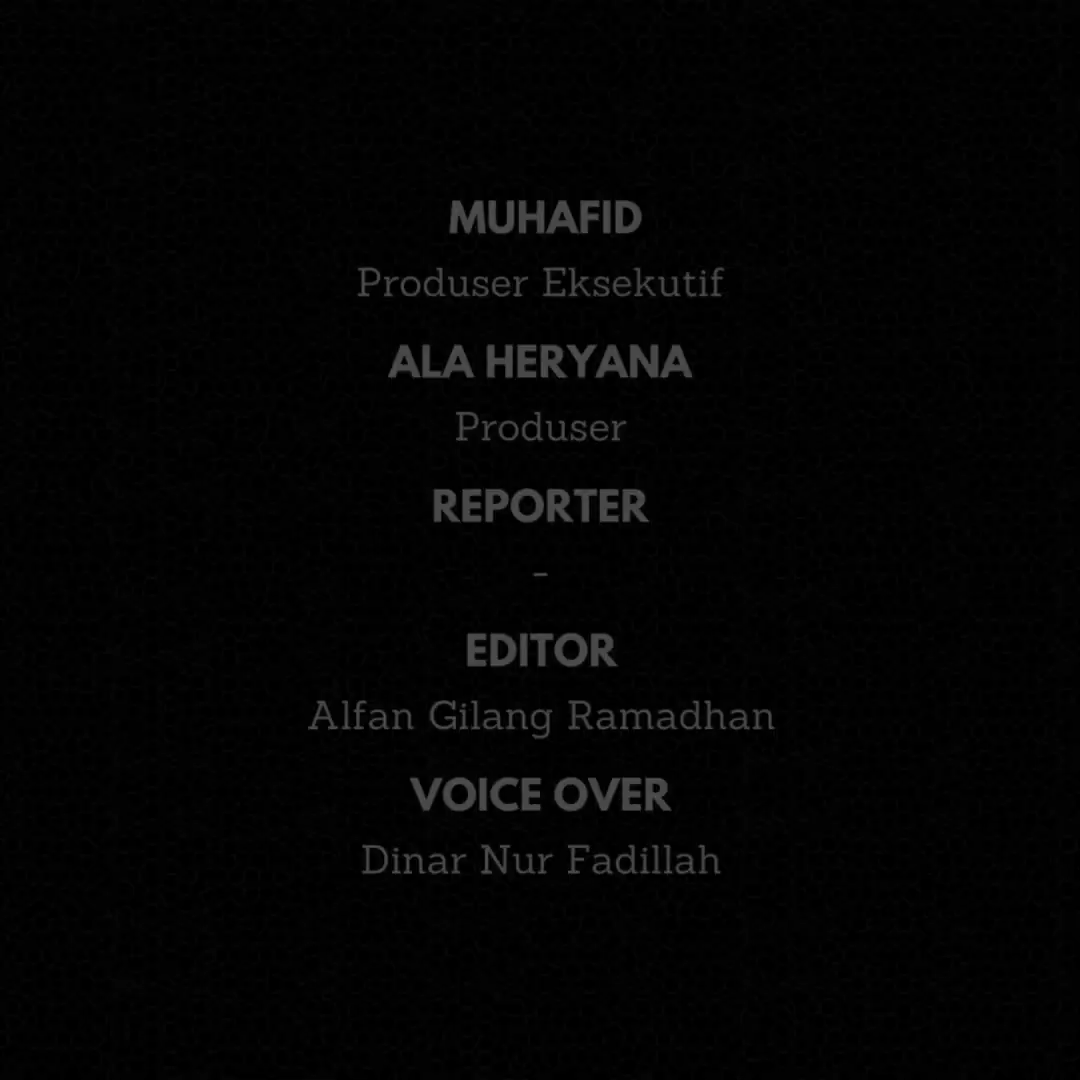 MUHAFID
Produser Eksekutif
ALA HERYANA
Produser
REPORTER
-
EDITOR
Alfan Gilang Ramadhan
VOICE OVER
Dinar Nur Fadillah